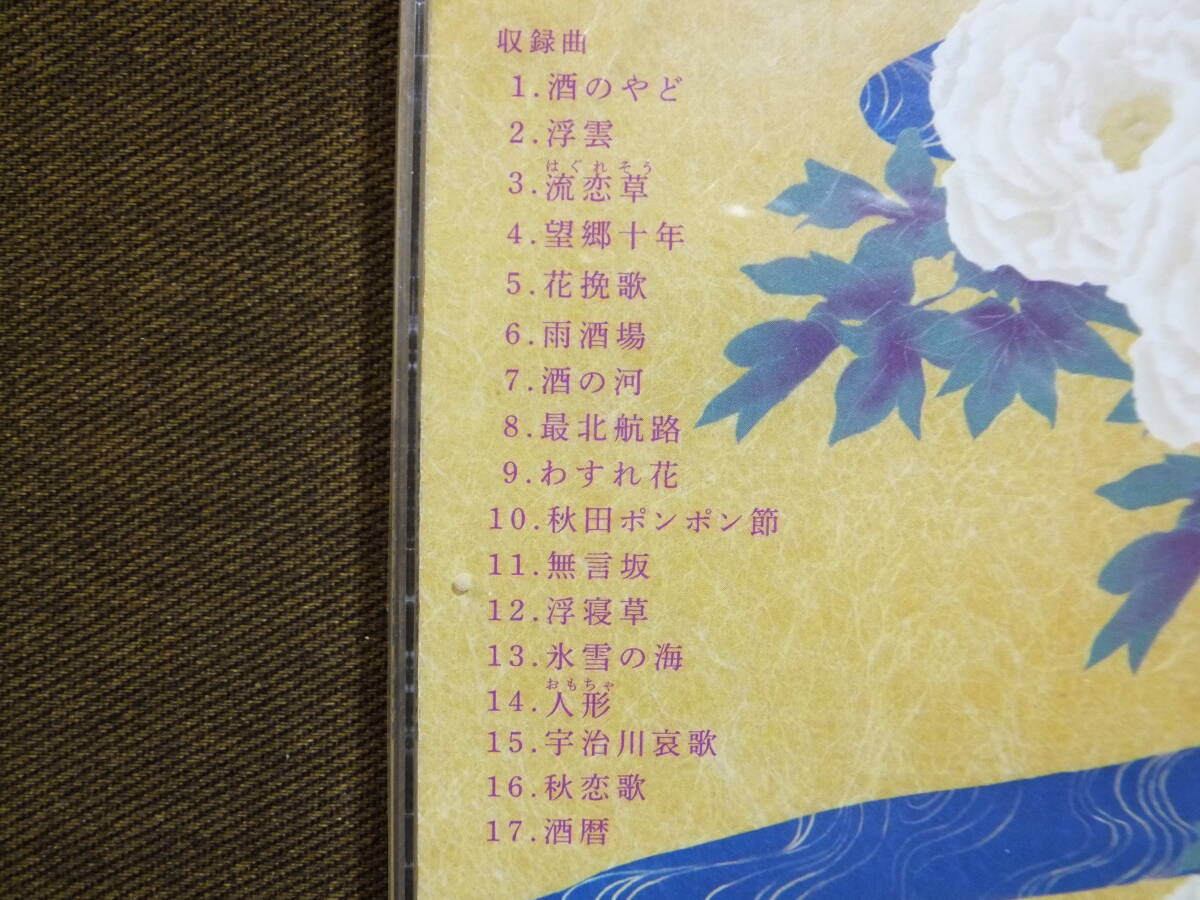 収録曲
1.酒のやど
2.浮雲
はぐれそう
3.流恋草
4.望郷十年
5.花挽歌
6.雨酒場
7.酒の河
8.最北航路
9.わすれ花
10.秋田ポンポン節
11.無言坂
12.浮寝草
13.氷雪の海
おもちゃ
14.人形
15.宇治川哀歌
16.秋恋歌
17.酒暦